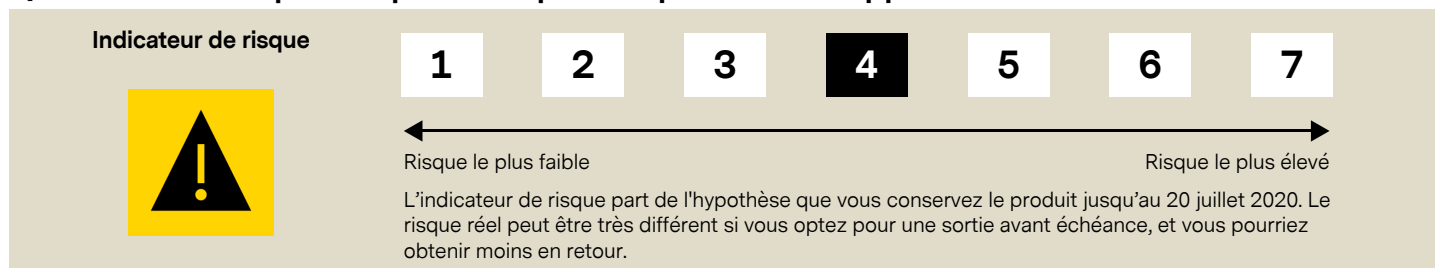 Indicateur de risque
1 2 3 4 5 6 7
Risque le plus faible
Risque le plus élevé
L’indicateur de risque part de l'hypothèse que vous conservez le produit jusqu’au 20 juillet 2020. Le
risque réel peut être très différent si vous optez pour une sortie avant échéance, et vous pourriez
obtenir moins en retour.